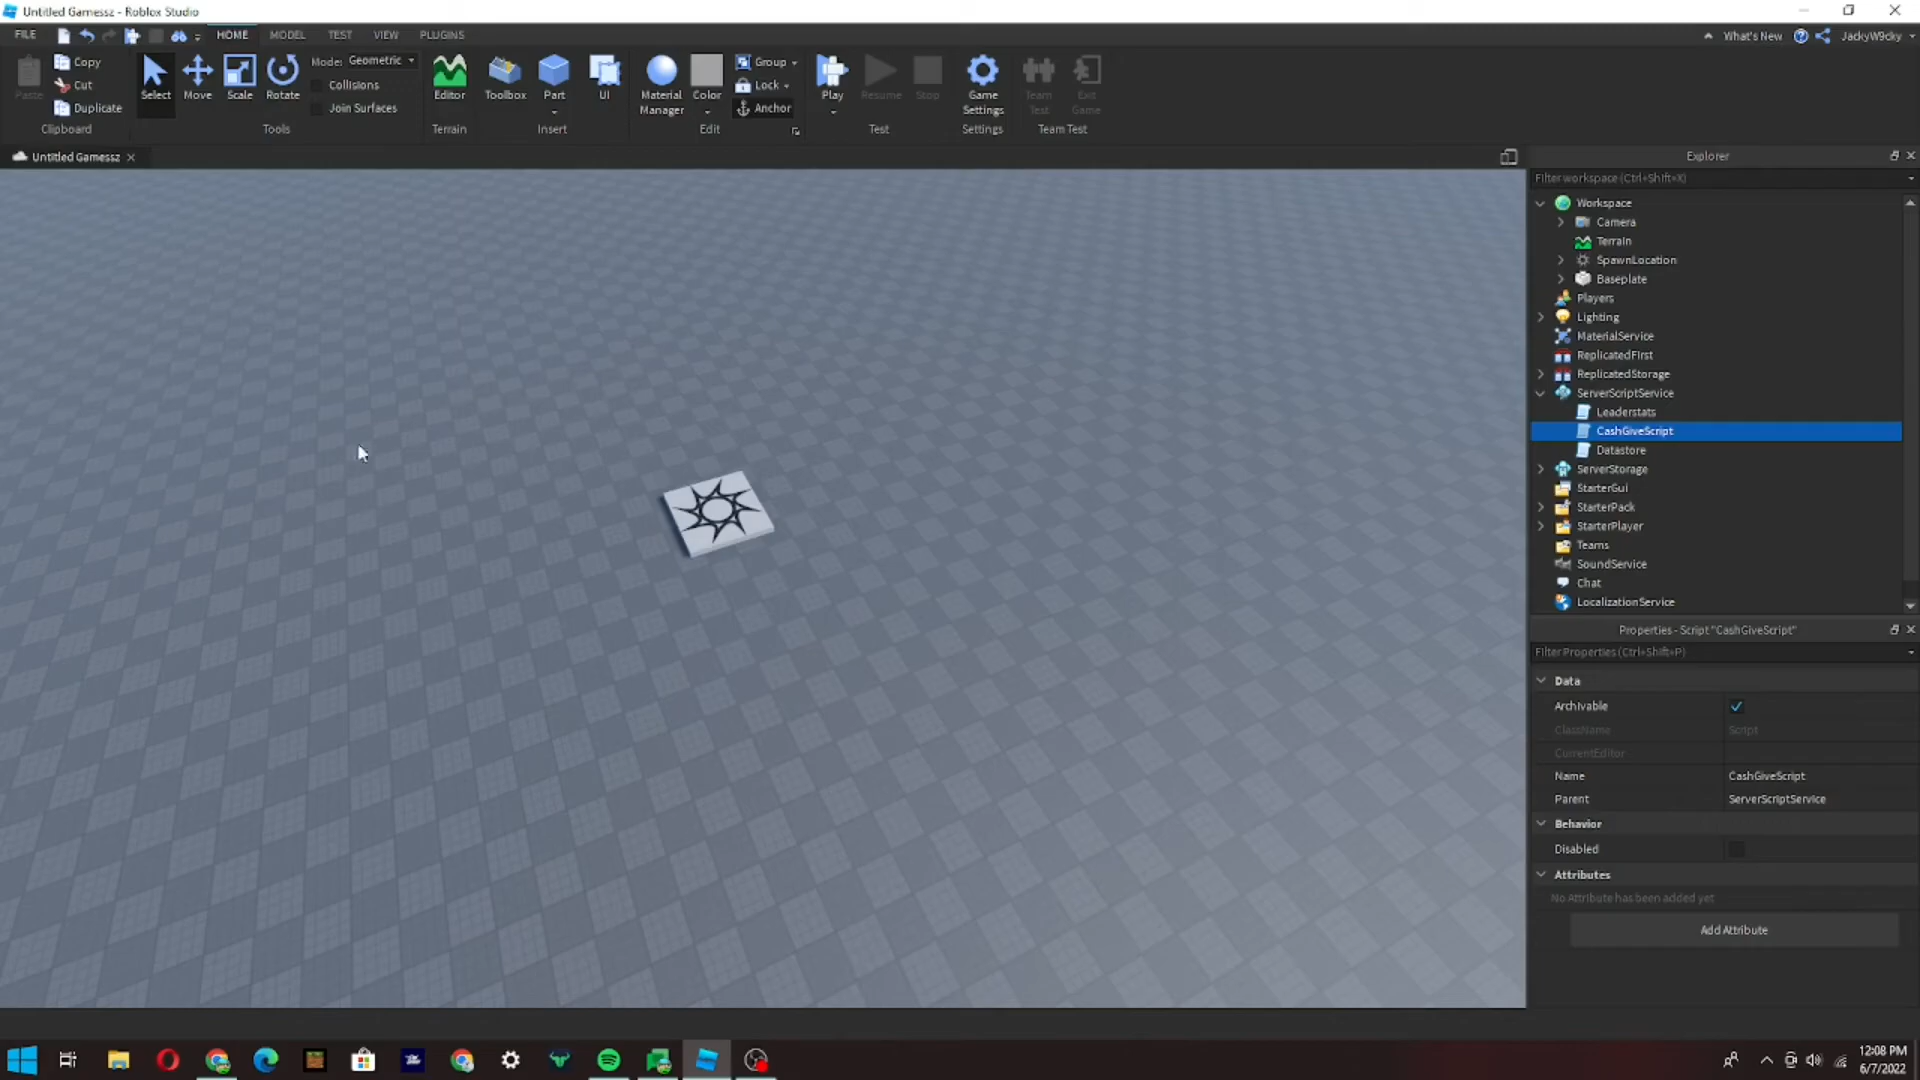 Untitled Gamessz - Roblox Studio
FILE HOME MODEL TEST VIEW PLUGINS What's New JackyW9cky
Paste Copy Cut Duplicate Clipboard
Select Move Scale Rotate Mode: Geometric Collisions Join Surfaces Tools
Editor Terrain
Toolbox Part UI Insert
Material Manager Color Group Lock Anchor Edit
Play Resume Stop Test
Game Settings Settings
Team Test Exit Game Team Test
Untitled Gamessz
Explorer
Filter workspace (Ctrl+Shift+X)
Workspace
Camera
Terrain
SpawnLocation
Baseplate
Players
Lighting
MaterialService
ReplicatedFirst
ReplicatedStorage
ServerScriptService
Leaderstats
CashGiveScript
Datastore
ServerStorage
StarterGui
StarterPack
StarterPlayer
Teams
SoundService
Chat
LocalizationService
Properties - Script "CashGiveScript"
Filter Properties (Ctrl+Shift+P)
Data
Archivable
ClassName Script
CurrentEditor
Name CashGiveScript
Parent ServerScriptService
Behavior
Disabled
Attributes
No Attribute has been added yet
Add Attribute
12:08 PM
6/7/2022